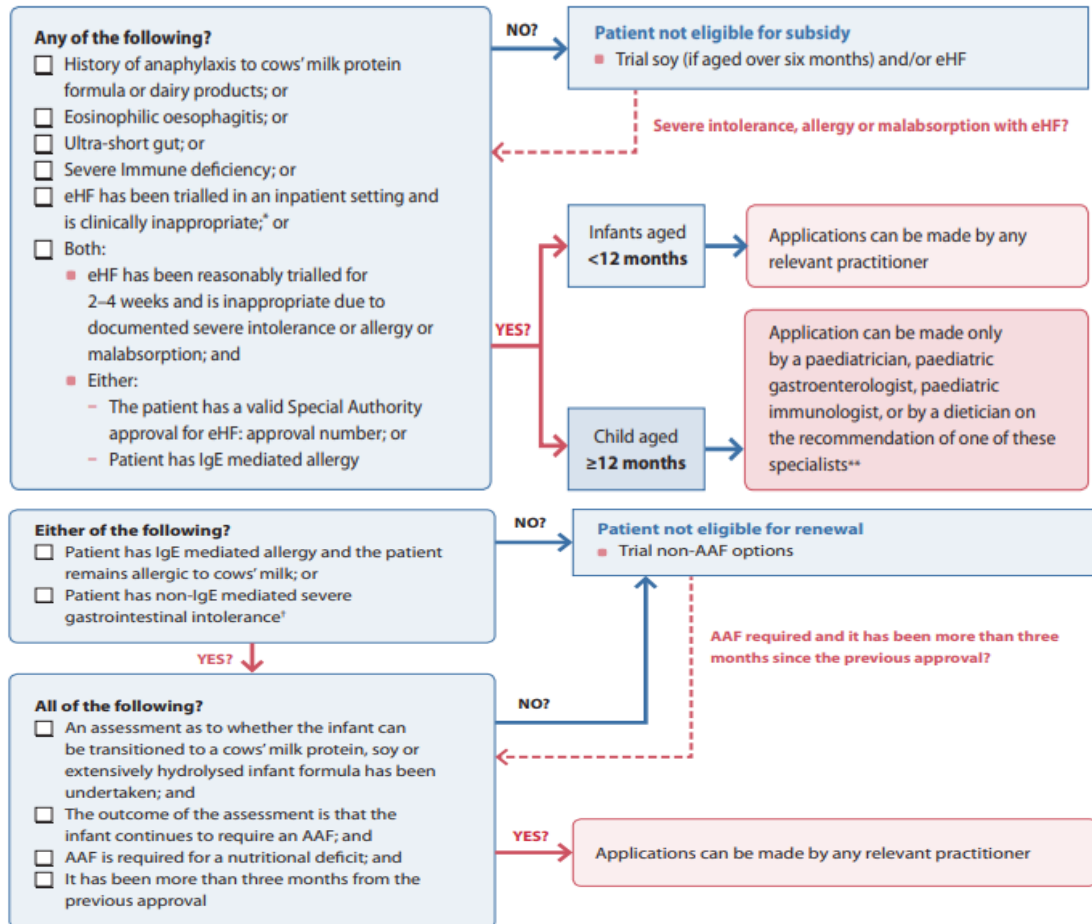 Any of the following?
History of anaphylaxis to cows' milk protein
formula or dairy products; or
Eosinophilic oesophagitis; or
Ultra-short gut; or
Severe Immune deficiency; or
eHF has been trialled in an inpatient setting and
is clinically inappropriate;* or
Both:
eHF has been reasonably trialled for
2–4 weeks and is inappropriate due to
documented severe intolerance or allergy or
malabsorption; and
Either:
– The patient has a valid Special Authority
approval for eHF: approval number; or
– Patient has IgE mediated allergy
NO?
Patient not eligible for subsidy
Trial soy (if aged over six months) and/or eHF
Severe intolerance, allergy or malabsorption with eHF?
YES?
Infants aged
<12 months
Applications can be made by any
relevant practitioner
Child aged
≥12 months
Application can be made only
by a paediatrician, paediatric
gastroenterologist, paediatric
immunologist, or by a dietician on
the recommendation of one of these
specialists**
Either of the following?
Patient has IgE mediated allergy and the patient
remains allergic to cows' milk; or
Patient has non-IgE mediated severe
gastrointestinal intolerance†
NO?
Patient not eligible for renewal
Trial non-AAF options
YES?
AAF required and it has been more than three
months since the previous approval?
All of the following?
An assessment as to whether the infant can
be transitioned to a cows' milk protein, soy or
extensively hydrolysed infant formula has been
undertaken; and
The outcome of the assessment is that the
infant continues to require an AAF; and
AAF is required for a nutritional deficit; and
It has been more than three months from the
previous approval
NO?
YES?
Applications can be made by any relevant practitioner